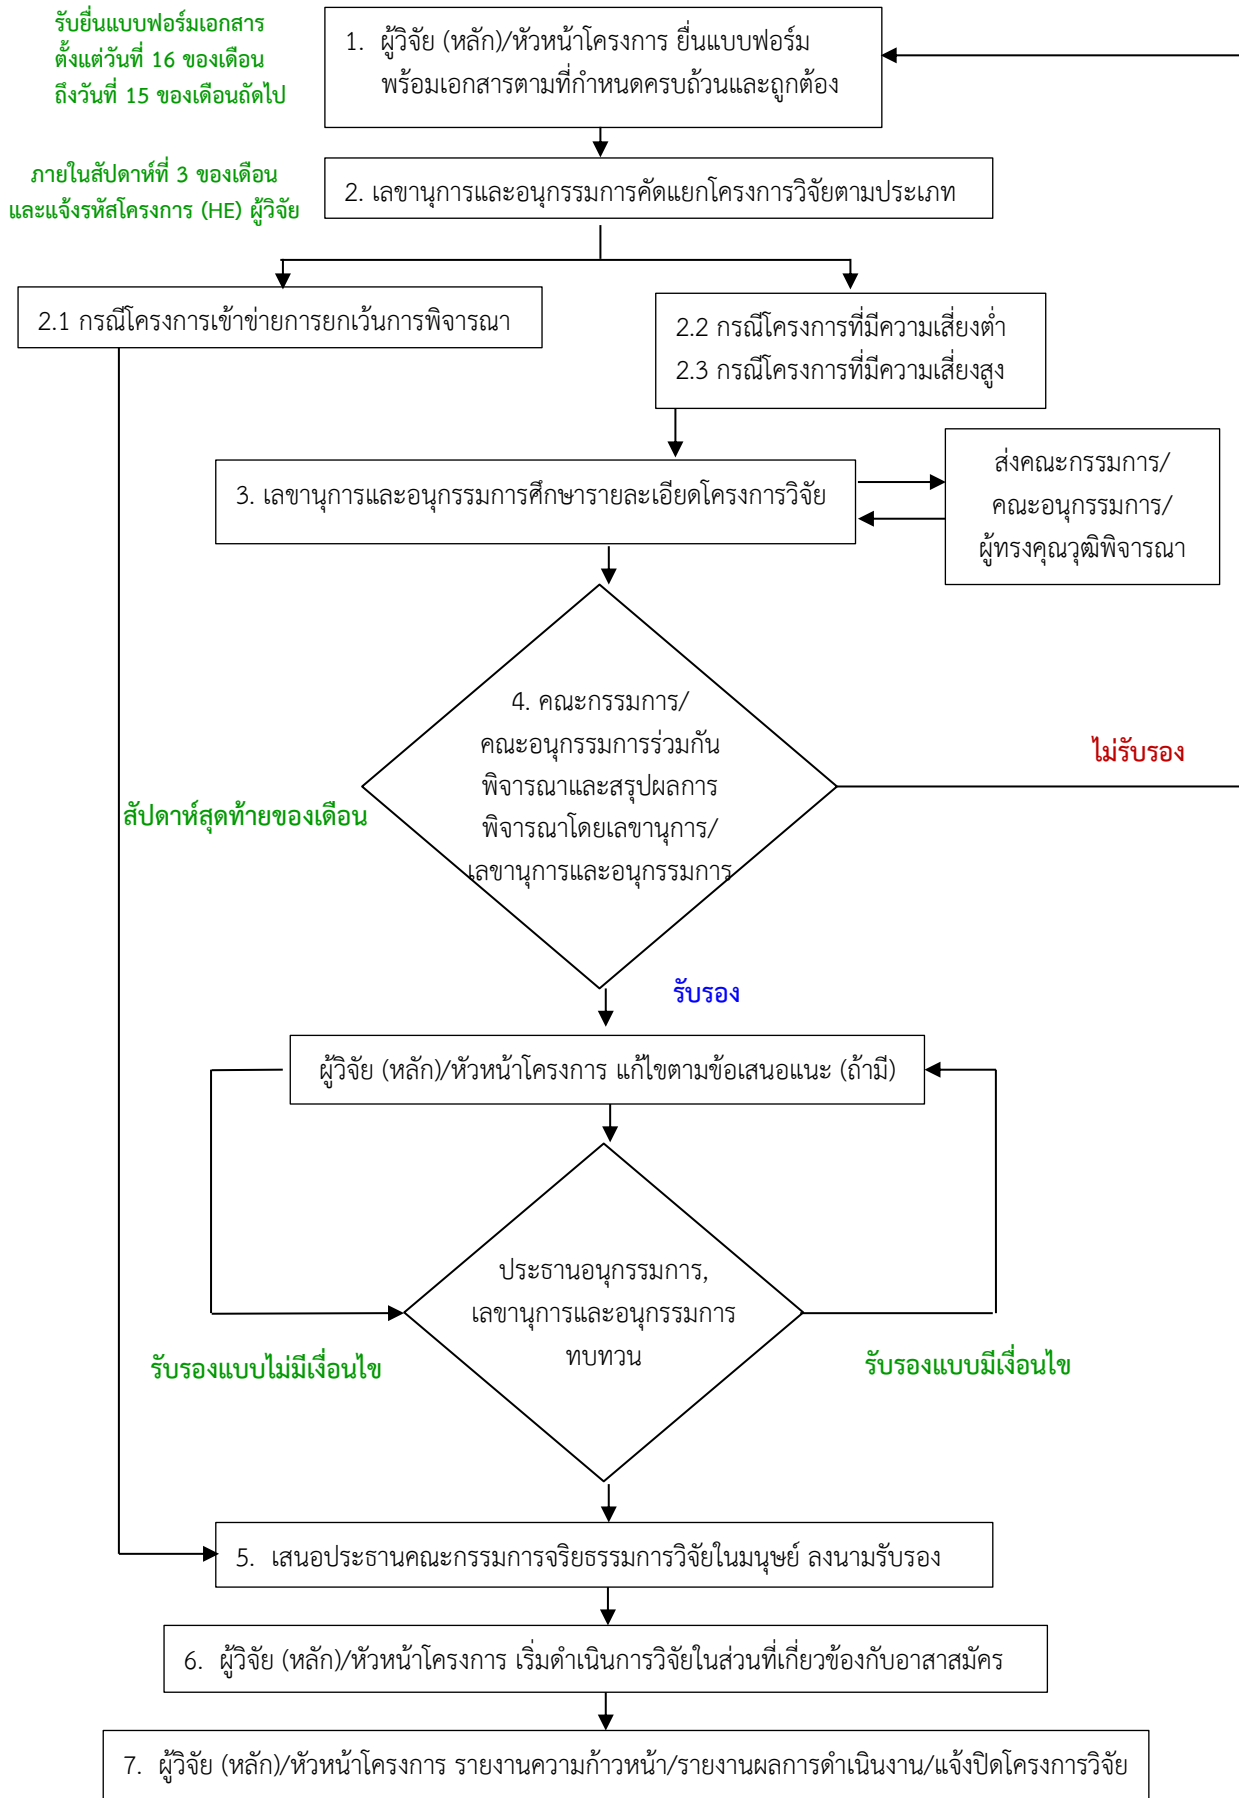 รับยื่นแบบฟอร์มเอกสาร
ตั้งแต่วันที่ 16 ของเดือน
ถึงวันที่ 15 ของเดือนถัดไป
1. ผู้วิจัย (หลัก)/หัวหน้าโครงการ ยื่นแบบฟอร์ม
พร้อมเอกสารตามที่กำหนดครบถ้วนและถูกต้อง
ภายในสัปดาห์ที่ 3 ของเดือน
และแจ้งรหัสโครงการ (HE) ผู้วิจัย
2. เลขานุการและอนุกรรมการคัดแยกโครงการวิจัยตามประเภท
2.1 กรณีโครงการเข้าข่ายการยกเว้นการพิจารณา
2.2 กรณีโครงการที่มีความเสี่ยงต่ำ
2.3 กรณีโครงการที่มีความเสี่ยงสูง
3. เลขานุการและอนุกรรมการศึกษารายละเอียดโครงการวิจัย
ส่งคณะกรรมการ/
คณะอนุกรรมการ/
ผู้ทรงคุณวุฒิพิจารณา
4. คณะกรรมการ/
คณะอนุกรรมการร่วมกัน
พิจารณาและสรุปผลการ
พิจารณาโดยเลขานุการ/
เลขานุการและอนุกรรมการ
ไม่รับรอง
สัปดาห์สุดท้ายของเดือน
รับรอง
ผู้วิจัย (หลัก)/หัวหน้าโครงการ แก้ไขตามข้อเสนอแนะ (ถ้ามี)
ประธานอนุกรรมการ,
เลขานุการและอนุกรรมการ
ทบทวน
รับรองแบบไม่มีเงื่อนไข
รับรองแบบมีเงื่อนไข
5. เสนอประธานคณะกรรมการจริยธรรมการวิจัยในมนุษย์ ลงนามรับรอง
6. ผู้วิจัย (หลัก)/หัวหน้าโครงการ เริ่มดำเนินการวิจัยในส่วนที่เกี่ยวข้องกับอาสาสมัคร
7. ผู้วิจัย (หลัก)/หัวหน้าโครงการ รายงานความก้าวหน้า/รายงานผลการดำเนินงาน/แจ้งปิดโครงการวิจัย